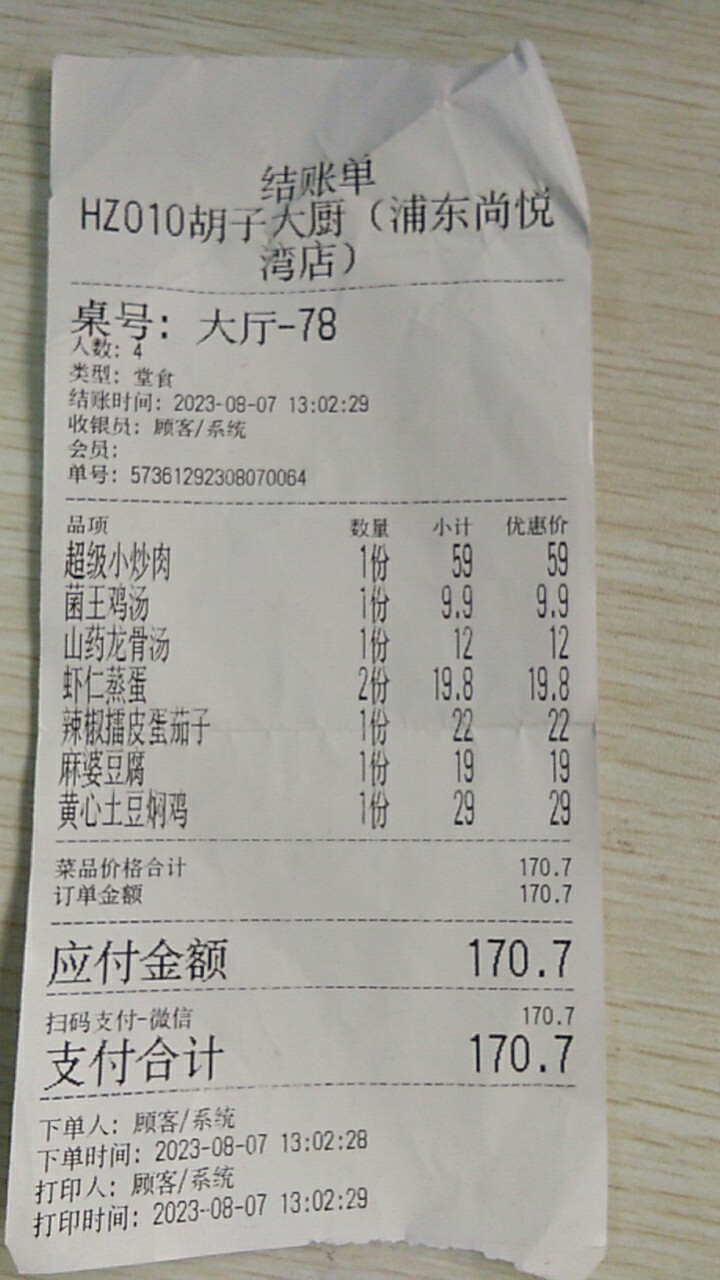 结账单
HZ010胡子大厨（浦东尚悦
湾店）
桌号： 大厅-78
人数：4
类型：堂食
结账时间：2023-08-07 13:02:29
收银员：顾客/系统
会员：
单号：57361292308070064
品项 数量 小计 优惠价
超级小炒肉 1份 59 59
菌王鸡汤 1份 9.9 9.9
山药龙骨汤 1份 12 12
虾仁蒸蛋 2份 19.8 19.8
辣椒擂皮蛋茄子 1份 22 22
麻婆豆腐 1份 19 19
黄心土豆焖鸡 1份 29 29
菜品价格合计 170.7
订单金额 170.7
应付金额 170.7
扫码支付-微信 170.7
支付合计 170.7
下单人：顾客/系统
下单时间：2023-08-07 13:02:28
打印人：顾客/系统
打印时间：2023-08-07 13:02:29